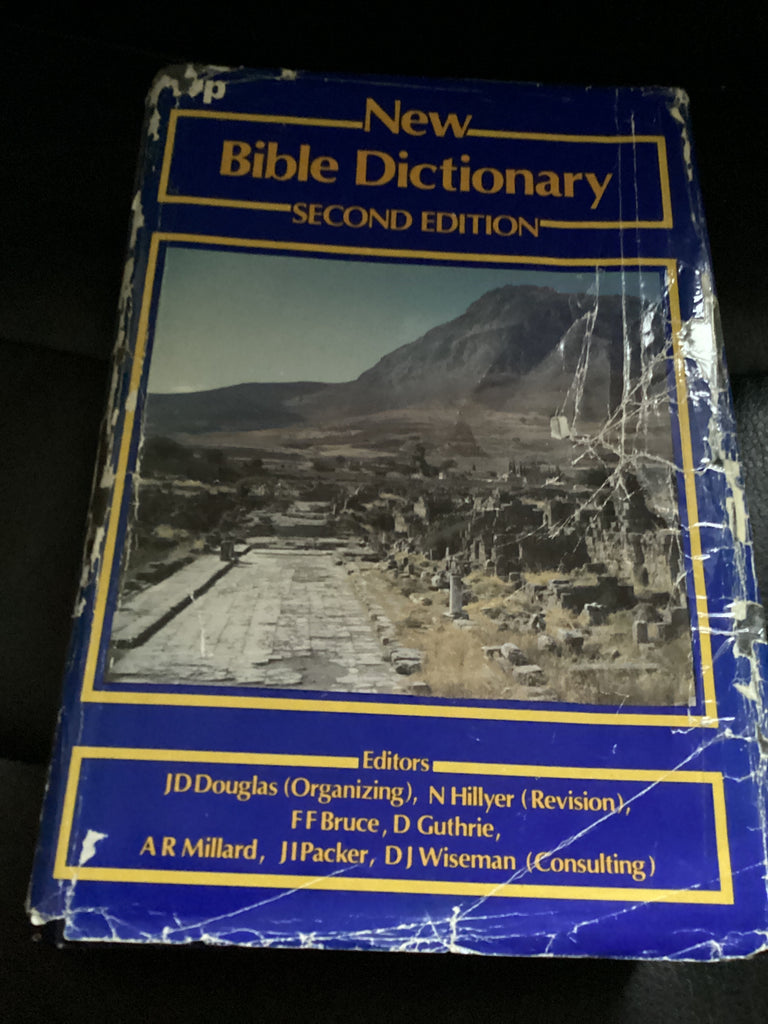 New
Bible Dictionary
SECOND EDITION
Editors
J D Douglas (Organizing), N Hillyer (Revision),
F F Bruce, D Guthrie,
A R Millard, J I Packer, D J Wiseman (Consulting)